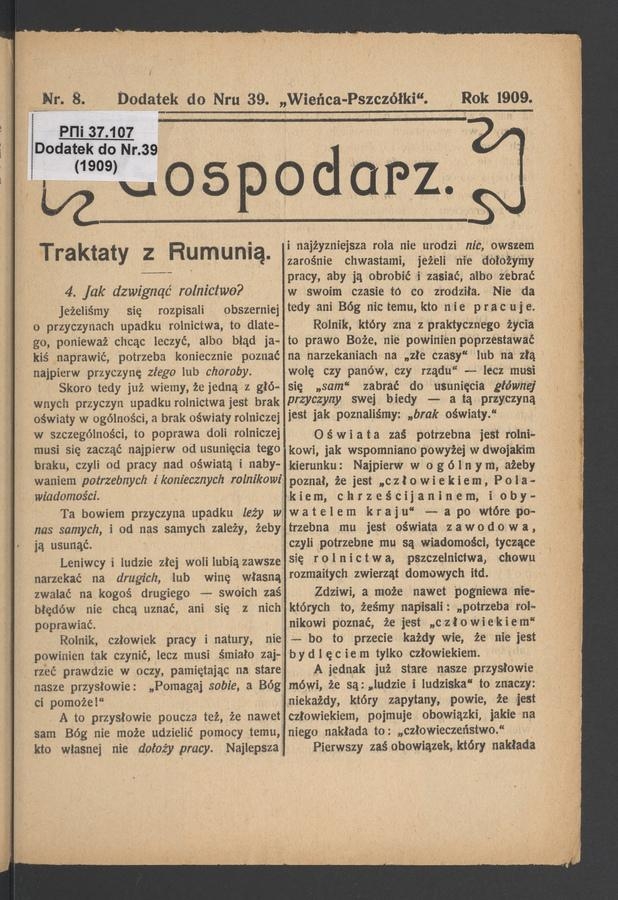 Nr. 8. Dodatek do Nru 39. „Wieńca-Pszczółki“. Rok 1909.
РПі 37.107
Dodatek do Nr.39
(1909)
Gospodarz.
Traktaty z Rumunią.
4. Jak dzwignąć rolnictwo?
Jeżeliśmy się rozpisali obszerniej
o przyczynach upadku rolnictwa, to dlate-
go, ponieważ chcąc leczyć, albo błąd ja-
kiś naprawić, potrzeba koniecznie poznać
najpierw przyczynę złego lub choroby.
Skoro tedy już wiemy, że jedną z głó-
wnych przyczyn upadku rolnictwa jest brak
oświaty w ogólności, a brak oświaty rolniczej
w szczególności, to poprawa doli rolniczej
musi się zacząć najpierw od usunięcia tego
braku, czyli od pracy nad oświatą i naby-
waniem potrzebnych i koniecznych rolnikowi
wiadomości.
Ta bowiem przyczyna upadku leży w
nas samych, i od nas samych zależy, żeby
ją usunąć.
Leniwcy i ludzie złej woli lubią zawsze
narzekać na drugich, lub winę własną
zwalać na kogoś drugiego — swoich zaś
błędów nie chcą uznać, ani się z nich
poprawiać.
Rolnik, człowiek pracy i natury, nie
powinien tak czynić, lecz musi śmiało zaj-
rzeć prawdzie w oczy, pamiętając na stare
nasze przysłowie: „Pomagaj sobie, a Bóg
ci pomoże!“
A to przysłowie poucza też, że nawet
sam Bóg nie może udzielić pomocy temu,
kto własnej nie dołoży pracy. Najlepsza
i najżyzniejsza rola nie urodzi nic, owszem
zarośnie chwastami, jeżeli nie dołożymy
pracy, aby ją obrobić i zasiać, albo zebrać
w swoim czasie to co zrodziła. Nie da
tedy ani Bóg nic temu, kto nie pracuje.
Rolnik, który zna z praktycznego życia
to prawo Boże, nie powinien poprzestawać
na narzekaniach na „złe czasy“ lub na złą
wolę czy panów, czy rządu“ — lecz musi
się „sam“ zabrać do usunięcia głównej
przyczyny swej biedy — a tą przyczyną
jest jak poznaliśmy: „brak oświaty.“
Oświata zaś potrzebna jest rolni-
kowi, jak wspomniano powyżej w dwojakim
kierunku: Najpierw w ogólnym, ażeby
poznał, że jest „człowiekiem, Pola-
kiem, chrześcijaninem, i oby-
watelem kraju“ — a po wtóre po-
trzebna mu jest oświata zawodowa,
czyli potrzebne mu są wiadomości, tyczące
się rolnictwa, pszczelnictwa, chowu
rozmaitych zwierząt domowych itd.
Zdziwi, a może nawet pogniewa nie-
których to, żeśmy napisali: „potrzeba rol-
nikowi poznać, że jest „człowiekiem“
— bo to przecie każdy wie, że nie jest
bydlęciem tylko człowiekiem.
A jednak już stare nasze przysłowie
mówi, że są: „ludzie i ludziska“ to znaczy:
niekażdy, który zapytany, powie, że jest
człowiekiem, pojmuje obowiązki, jakie na
niego nakłada to: „człowieczeństwo.“
Pierwszy zaś obowiązek, który nakłada